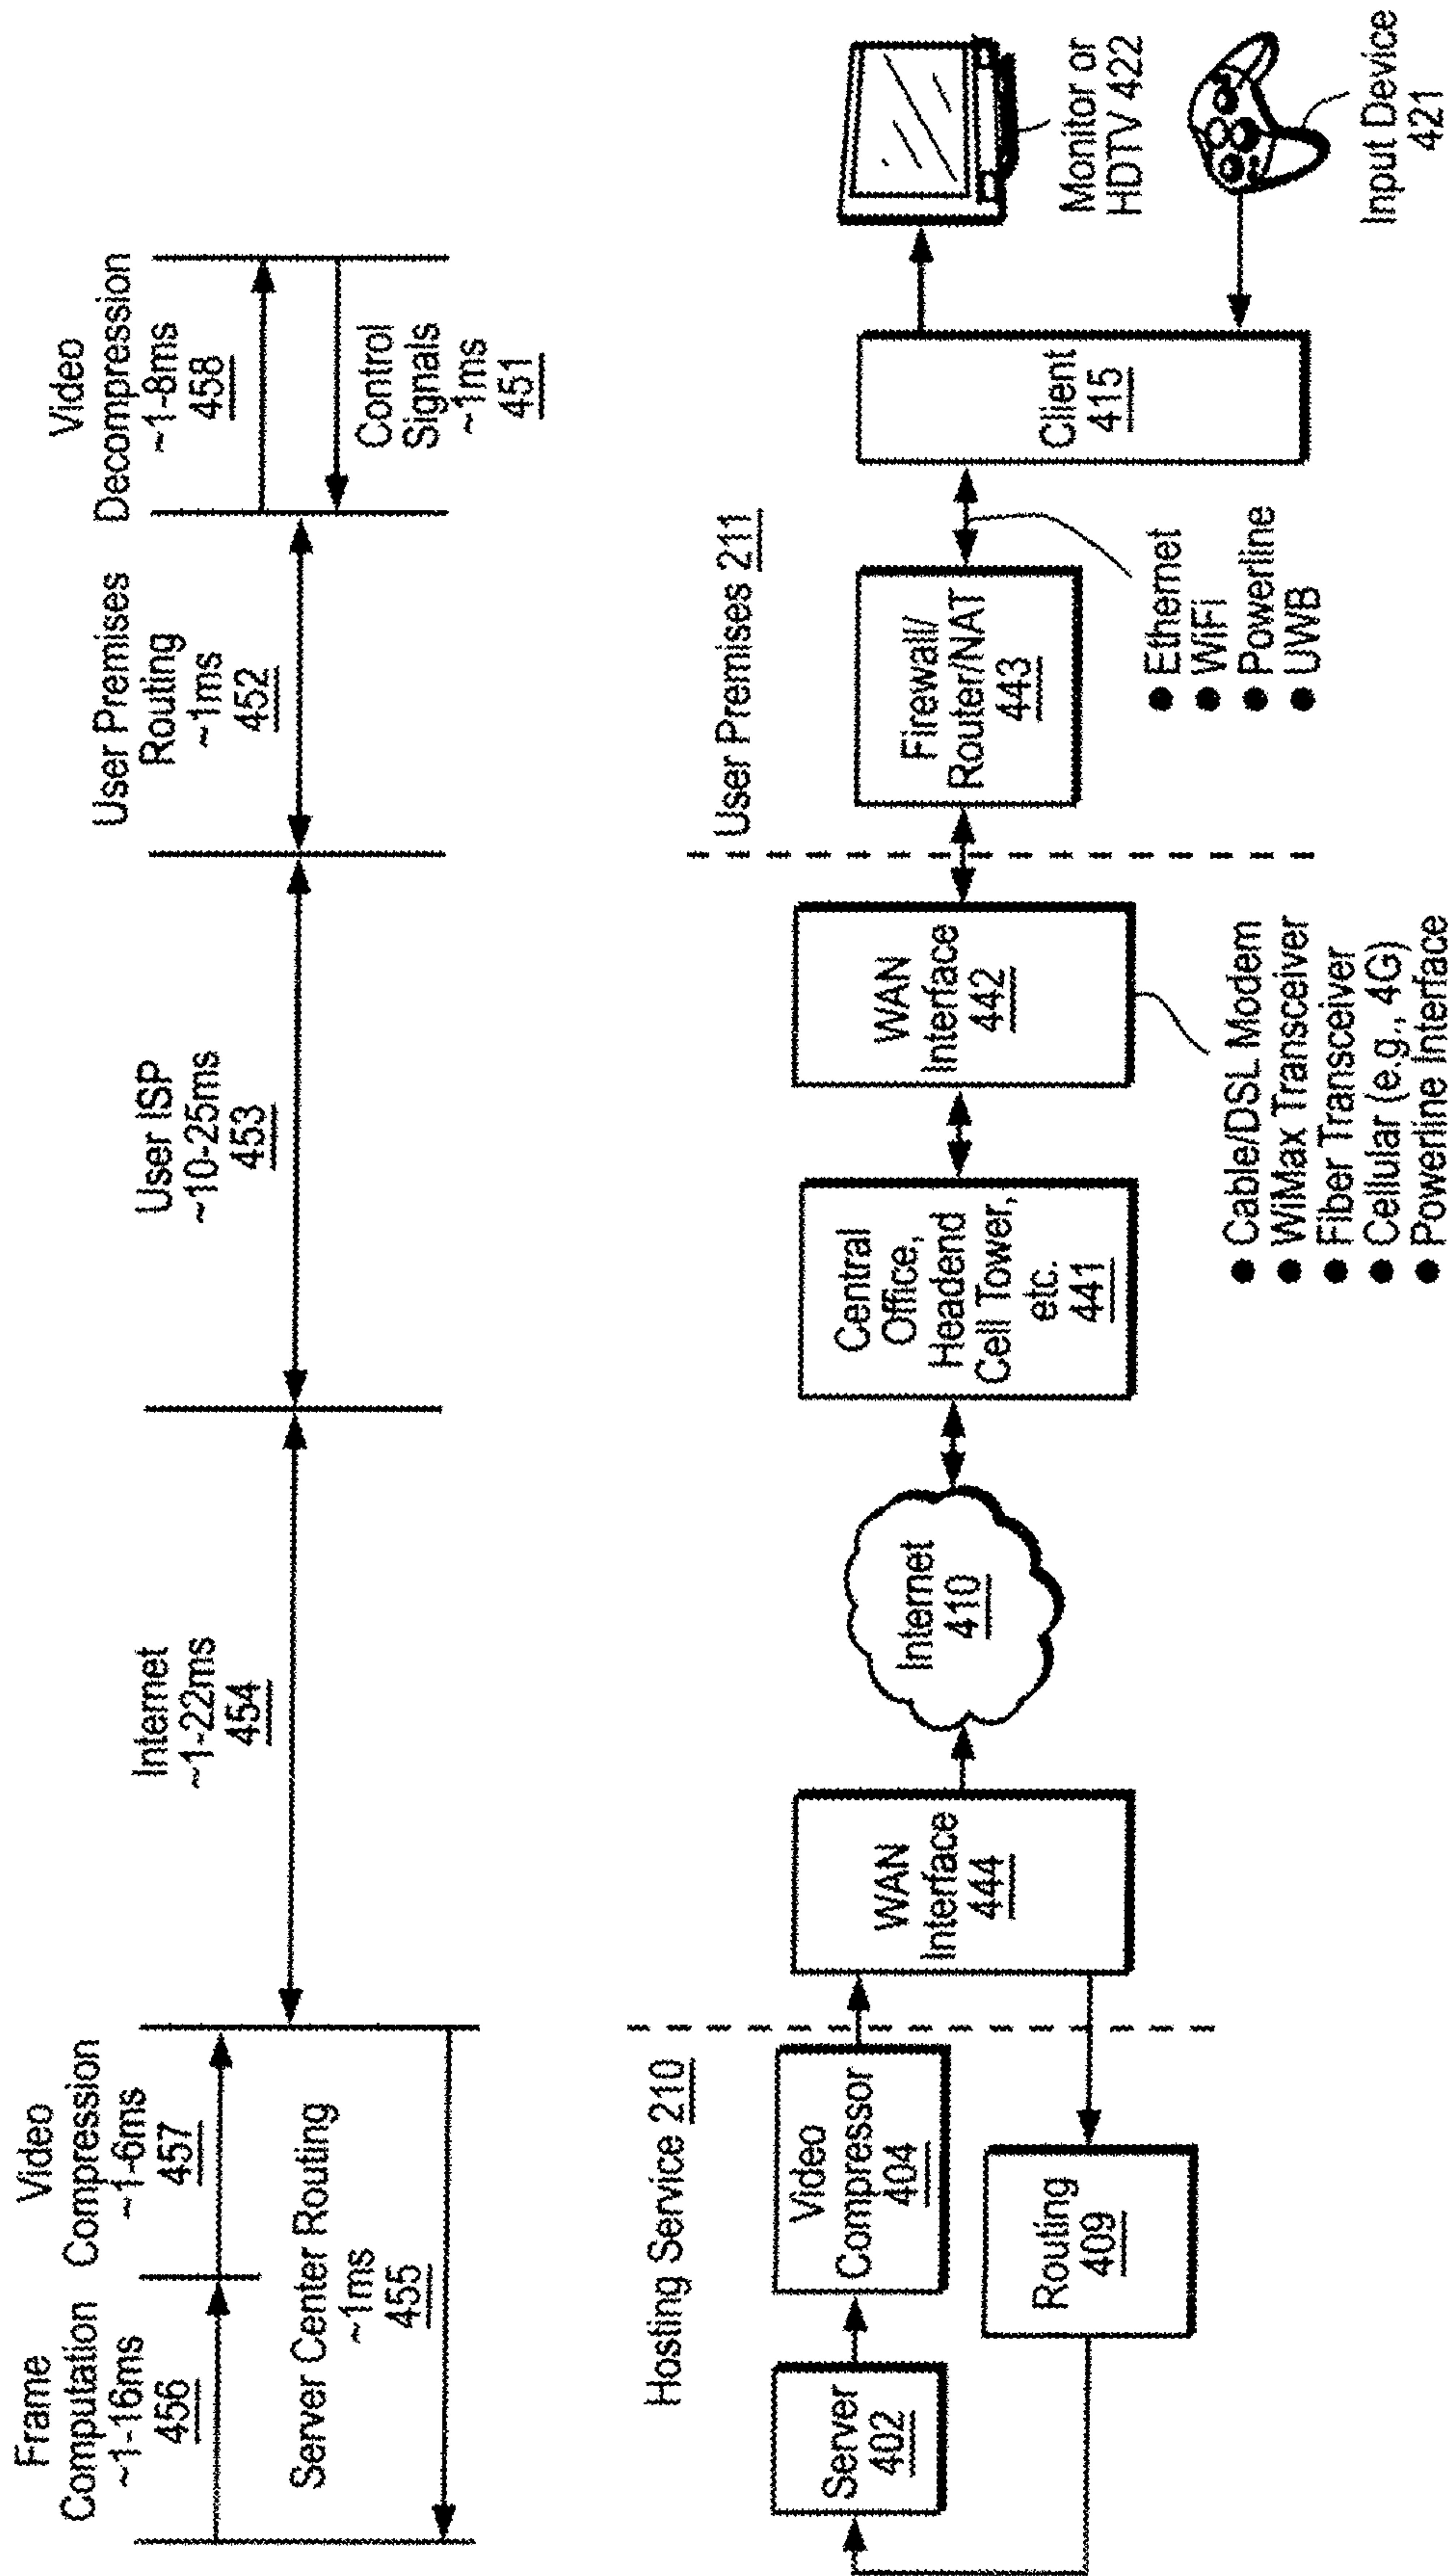 Frame
Computation
~1-16ms
456
Video
Compression
~1-6ms
457
Server Center Routing
~1ms
455
Internet
~1-22ms
454
User ISP
~10-25ms
453
User Premises
Routing
~1ms
452
Video
Decompression
~1-8ms
458
Control
Signals
~1ms
451
Hosting Service 210
Server
402
Video
Compressor
404
Routing
409
WAN
Interface
444
Internet
410
Central
Office,
Headend
Cell Tower,
etc.
441
WAN
Interface
442
● Cable/DSL Modem
● WiMax Transceiver
● Fiber Transceiver
● Cellular (e.g., 4G)
● Powerline Interface
User Premises 211
Firewall/
Router/NAT
443
● Ethernet
● WiFi
● Powerline
● UWB
Client
415
Monitor or
HDTV 422
Input Device
421